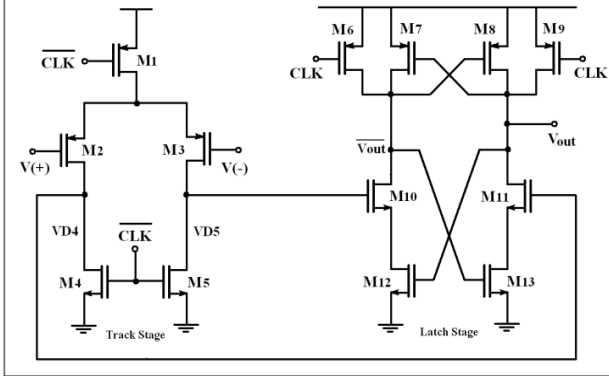 M6
M7
M8
M9
CLK
M1
CLK
CLK
V(+)
M2
M3
V(-)
Vout
Vout
M10
M11
VD4
CLK
VD5
M4
M5
M12
M13
Track Stage
Latch Stage